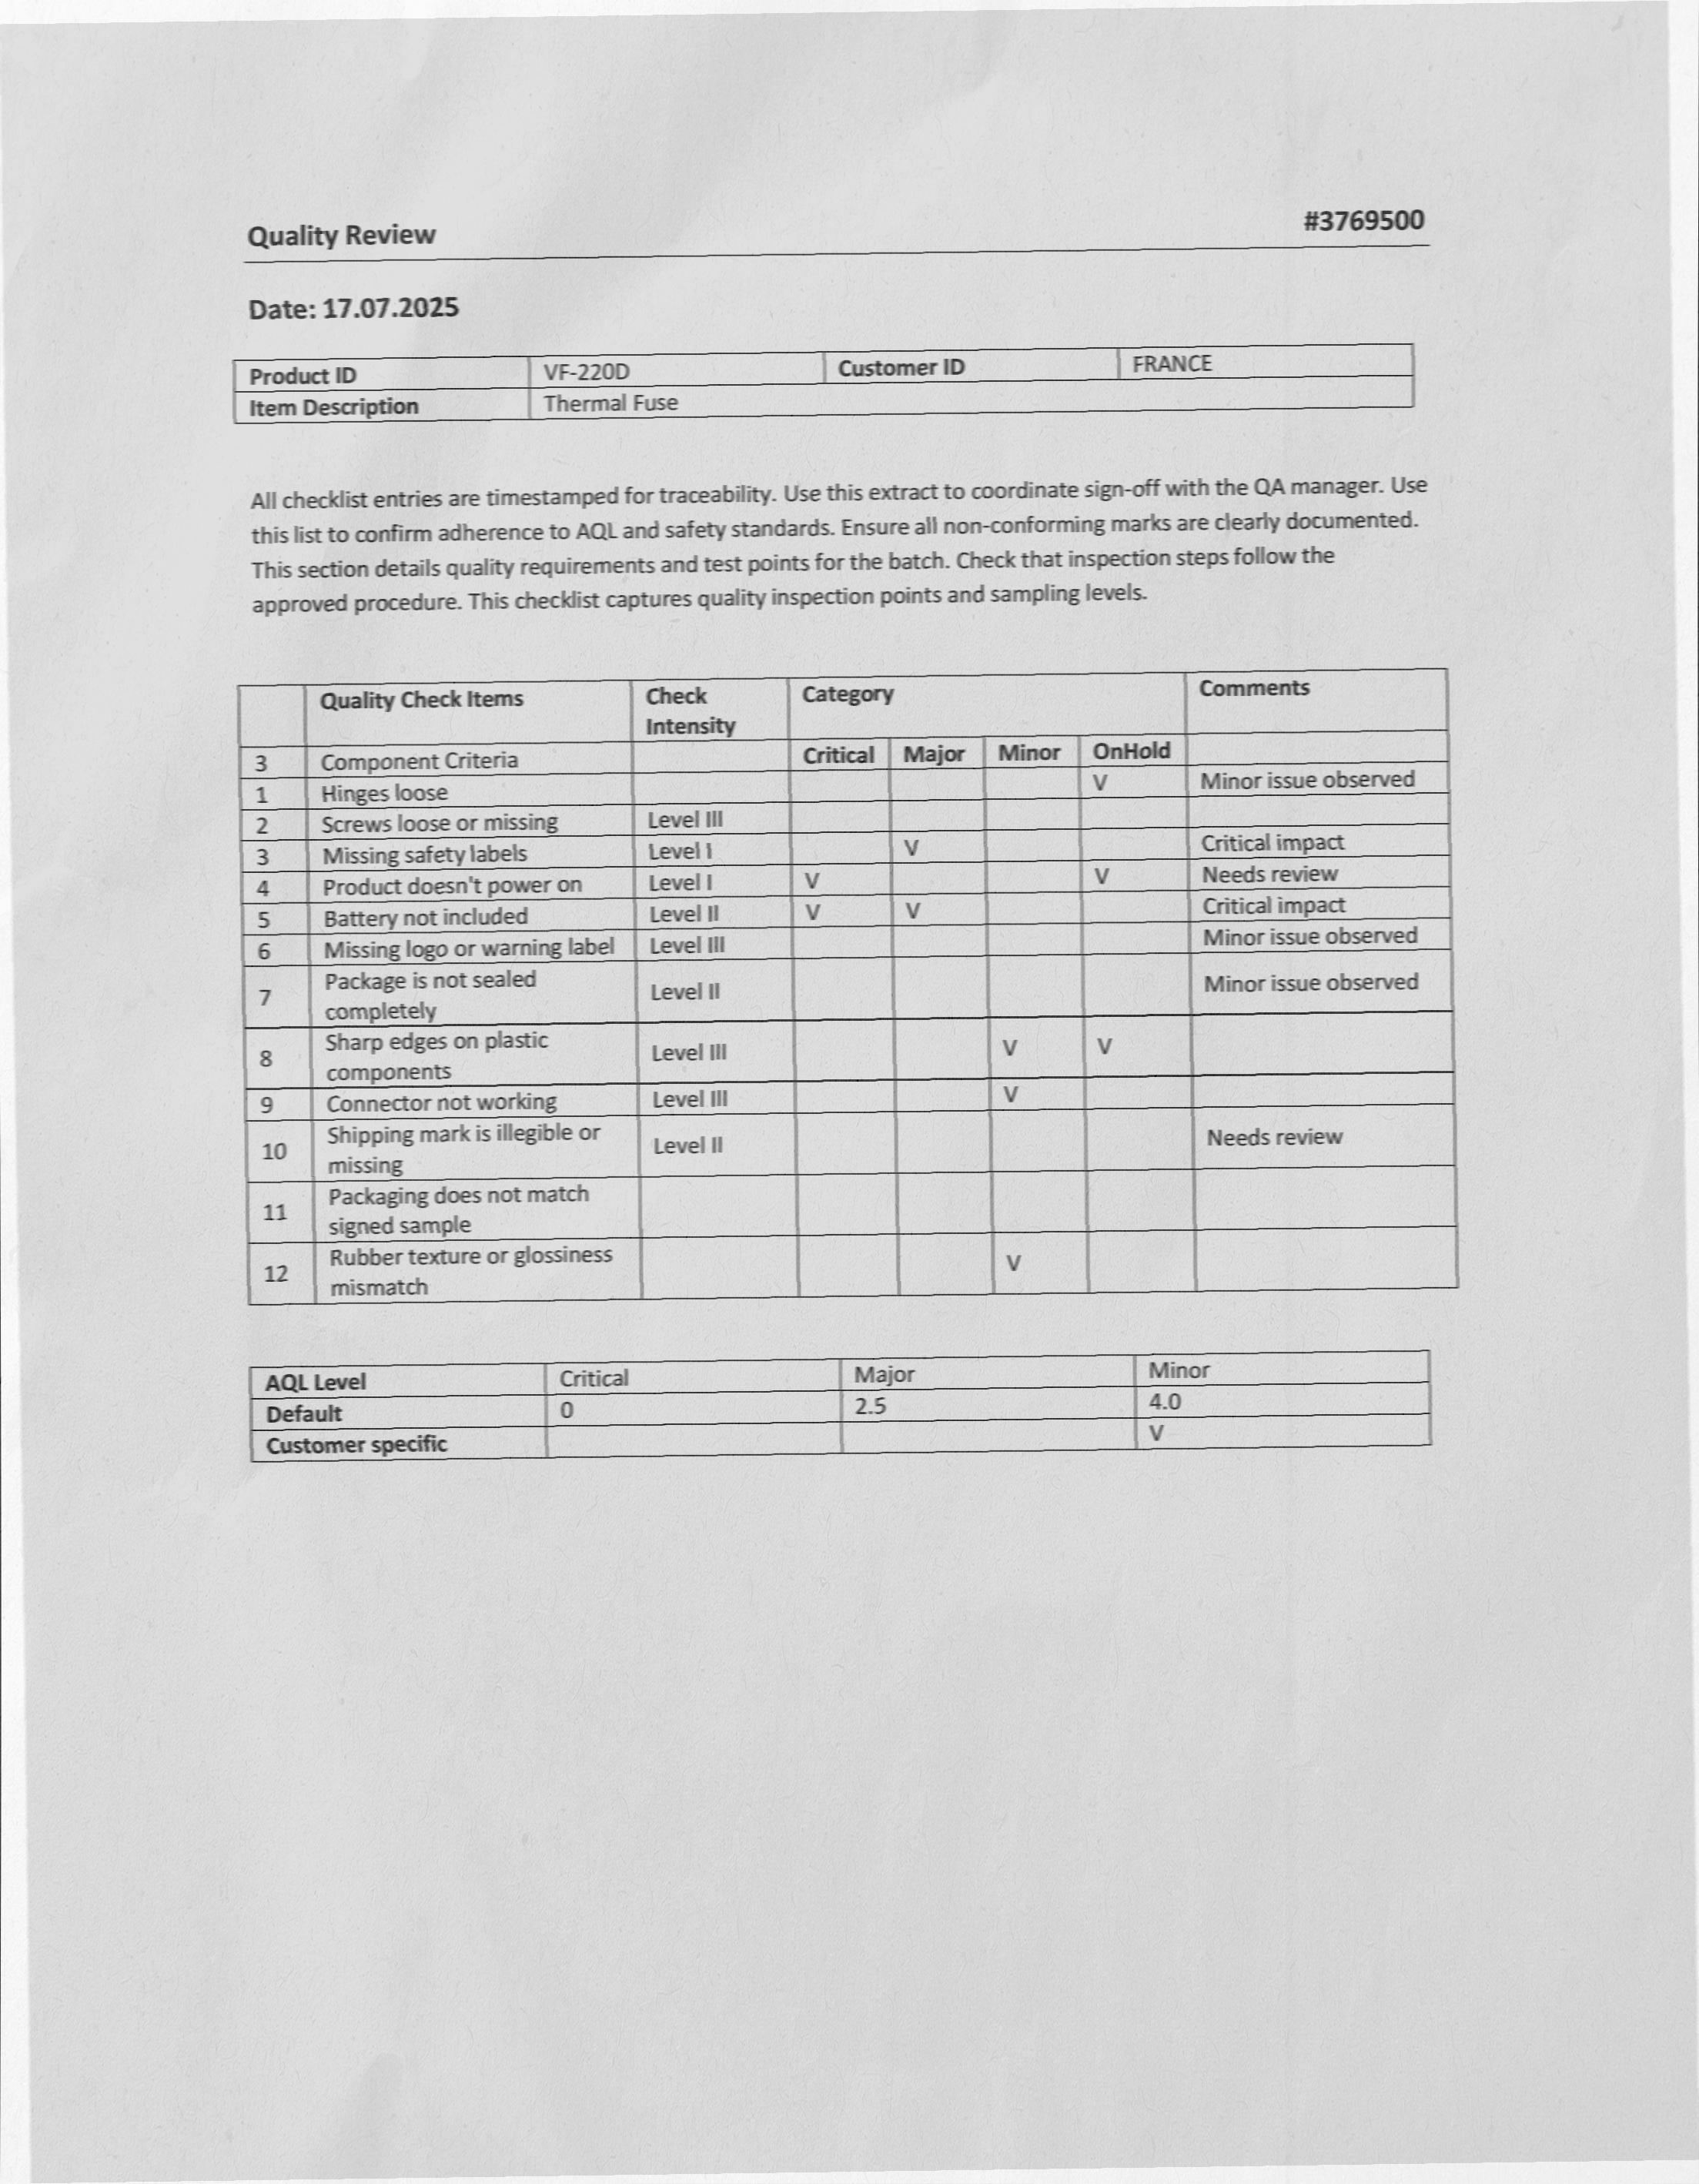 Quality Review #3769500
Date: 17.07.2025
Product ID VF-220D Customer ID FRANCE
Item Description Thermal Fuse
All checklist entries are timestamped for traceability. Use this extract to coordinate sign-off with the QA manager. Use
this list to confirm adherence to AQL and safety standards. Ensure all non-conforming marks are clearly documented.
This section details quality requirements and test points for the batch. Check that inspection steps follow the
approved procedure. This checklist captures quality inspection points and sampling levels.
Quality Check Items Check Intensity Category Comments
3 Component Criteria Critical Major Minor OnHold
1 Hinges loose V Minor issue observed
2 Screws loose or missing Level III
3 Missing safety labels Level I V Critical impact
4 Product doesn't power on Level I V V Needs review
5 Battery not included Level II V V Critical impact
6 Missing logo or warning label Level III Minor issue observed
7 Package is not sealed completely Level II Minor issue observed
8 Sharp edges on plastic components Level III V V
9 Connector not working Level III V
10 Shipping mark is illegible or missing Level II Needs review
11 Packaging does not match signed sample
12 Rubber texture or glossiness mismatch V
AQL Level Critical Major Minor
Default 0 2.5 4.0
Customer specific V